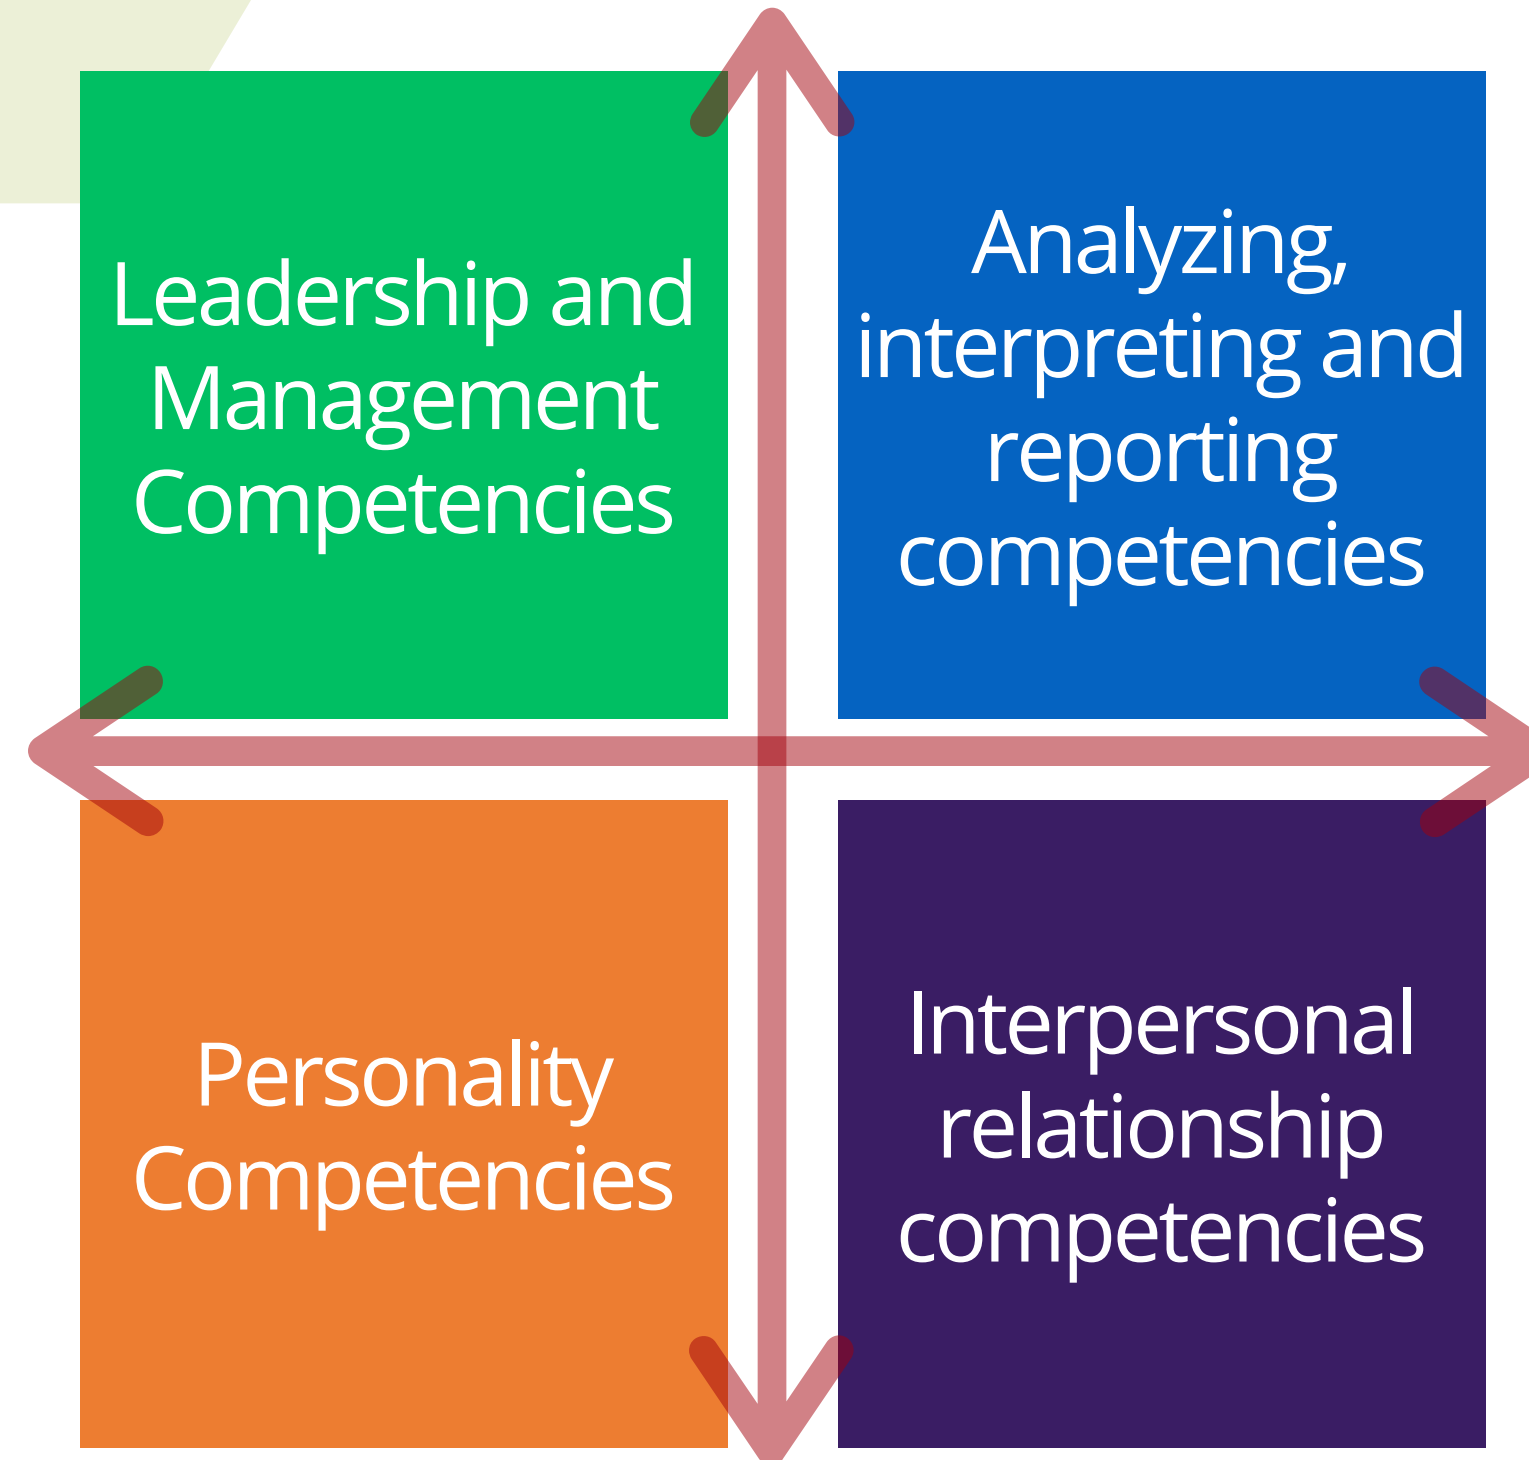 Leadership and
Management
Competencies
Analyzing,
interpreting and
reporting
competencies
Personality
Competencies
Interpersonal
relationship
competencies